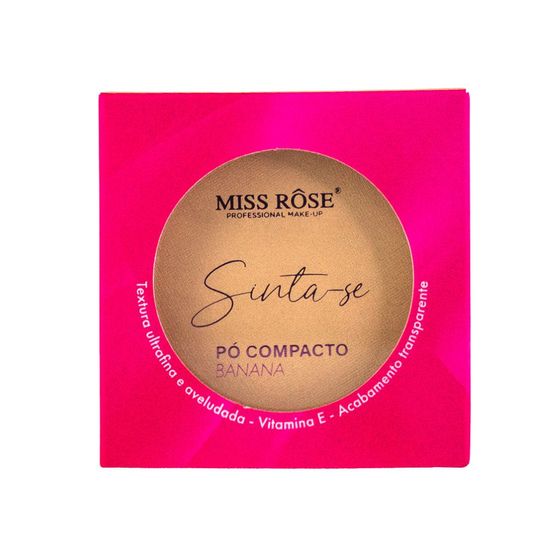 MISS RÔSE®
PROFESSIONAL MAKE-UP
Sinta-se
PÓ COMPACTO
BANANA
Textura ultrafina e aveludada - Vitamina E - Acabamento transparente